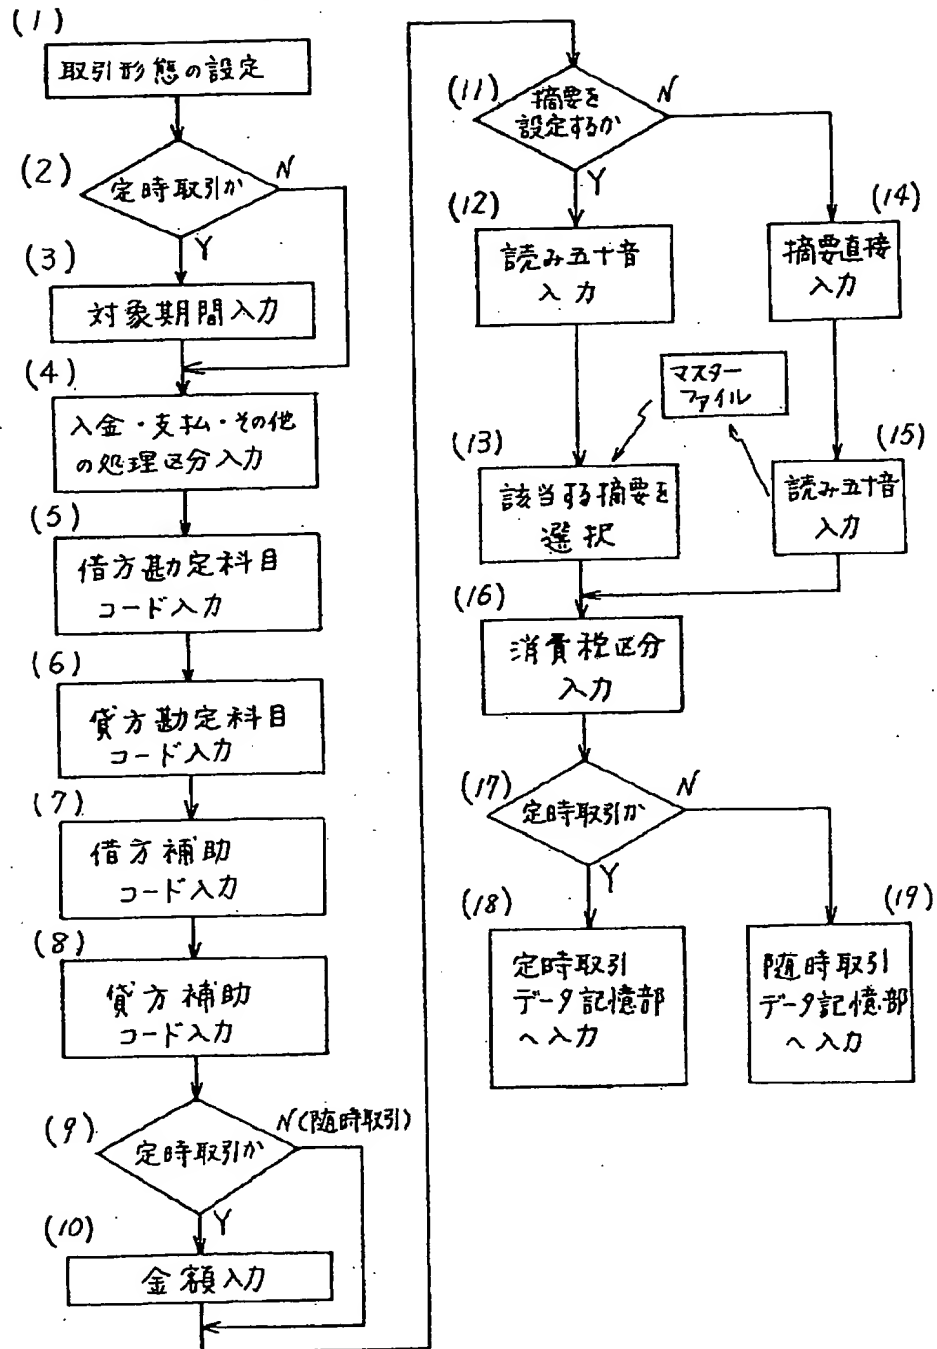 (1)
取引形態の設定
(2)
定時取引か
N
Y
(3)
対象期間入力
(4)
入金・支払・その他
の処理区分入力
(5)
借方勘定科目
コード入力
(6)
貸方勘定科目
コード入力
(7)
借方補助
コード入力
(8)
貸方補助
コード入力
(9)
定時取引か
N(随時取引)
Y
(10)
金額入力
(11)
摘要を
設定するか
N
Y
(12)
読み五十音
入力
(14)
摘要直接
入力
マスター
ファイル
(13)
該当する摘要を
選択
(15)
読み五十音
入力
(16)
消費税区分
入力
(17)
定時取引か
N
Y
(18)
定時取引
データ記憶部
へ入力
(19)
随時取引
データ記憶部
へ入力